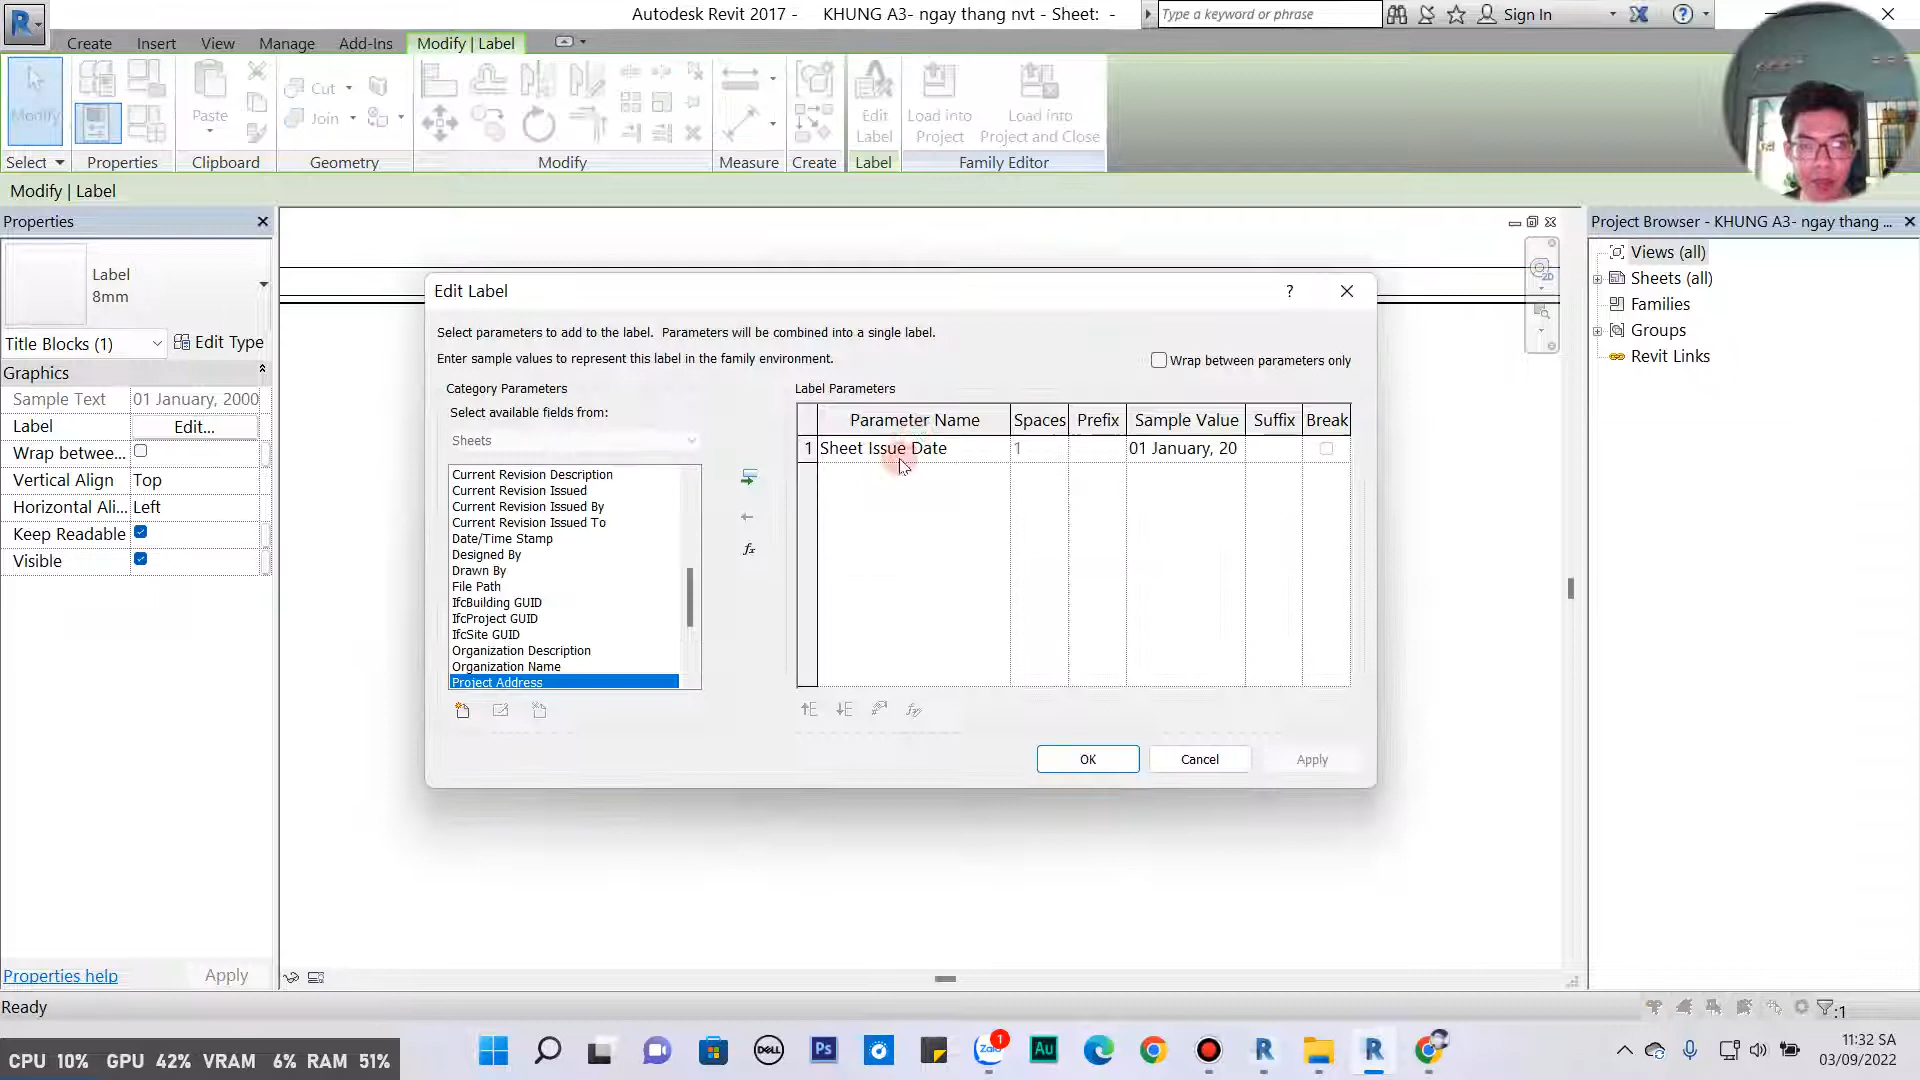 Autodesk Revit 2017 - KHUNG A3- ngay thang nvt - Sheet: -
Type a keyword or phrase
Sign In
Create Insert View Manage Add-Ins Modify | Label
Modify
Paste
Cut
Join
Edit Label
Load into Project
Load into Project and Close
Select Properties Clipboard Geometry Modify Measure Create Label Family Editor
Modify | Label
Properties
Label
8mm
Title Blocks (1)
Edit Type
Graphics
Sample Text 01 January, 2000
Label Edit...
Wrap betwee...
Vertical Align Top
Horizontal Ali... Left
Keep Readable
Visible
Properties help
Apply
Edit Label
?
Select parameters to add to the label. Parameters will be combined into a single label.
Enter sample values to represent this label in the family environment.
Wrap between parameters only
Category Parameters
Select available fields from:
Sheets
Current Revision Description
Current Revision Issued
Current Revision Issued By
Current Revision Issued To
Date/Time Stamp
Designed By
Drawn By
File Path
IfcBuilding GUID
IfcProject GUID
IfcSite GUID
Organization Description
Organization Name
Project Address
Label Parameters
Parameter Name Spaces Prefix Sample Value Suffix Break
1 Sheet Issue Date 1 01 January, 20
OK Cancel Apply
Project Browser - KHUNG A3- ngay thang ...
Views (all)
Sheets (all)
Families
Groups
Revit Links
Ready
:1
CPU 10% GPU 42% VRAM 6% RAM 51%
DELL
Ps
Zalo
1
Au
R
R
11:32 SA
03/09/2022